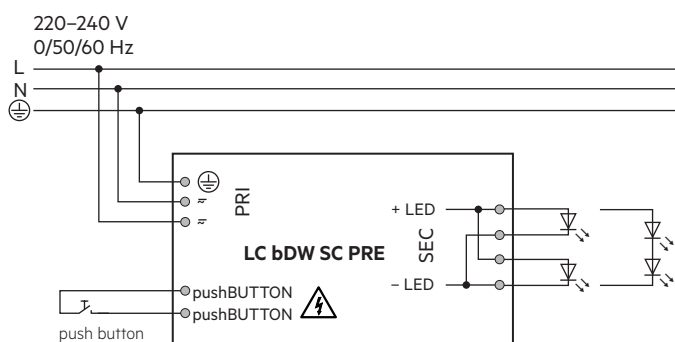 220–240 V
0/50/60 Hz
L
N
PRI
+ LED
SEC
LC bDW SC PRE
– LED
pushBUTTON
pushBUTTON
push button